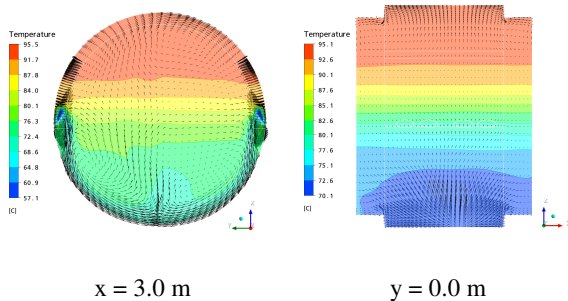 Temperature
95.5
91.7
87.8
84.0
80.1
76.3
72.4
68.6
64.8
60.9
57.1
[C]
Z
Y
Temperature
95.1
92.6
90.1
87.6
85.1
82.6
80.1
77.6
75.1
72.6
70.1
[C]
Z
x = 3.0 m
y = 0.0 m